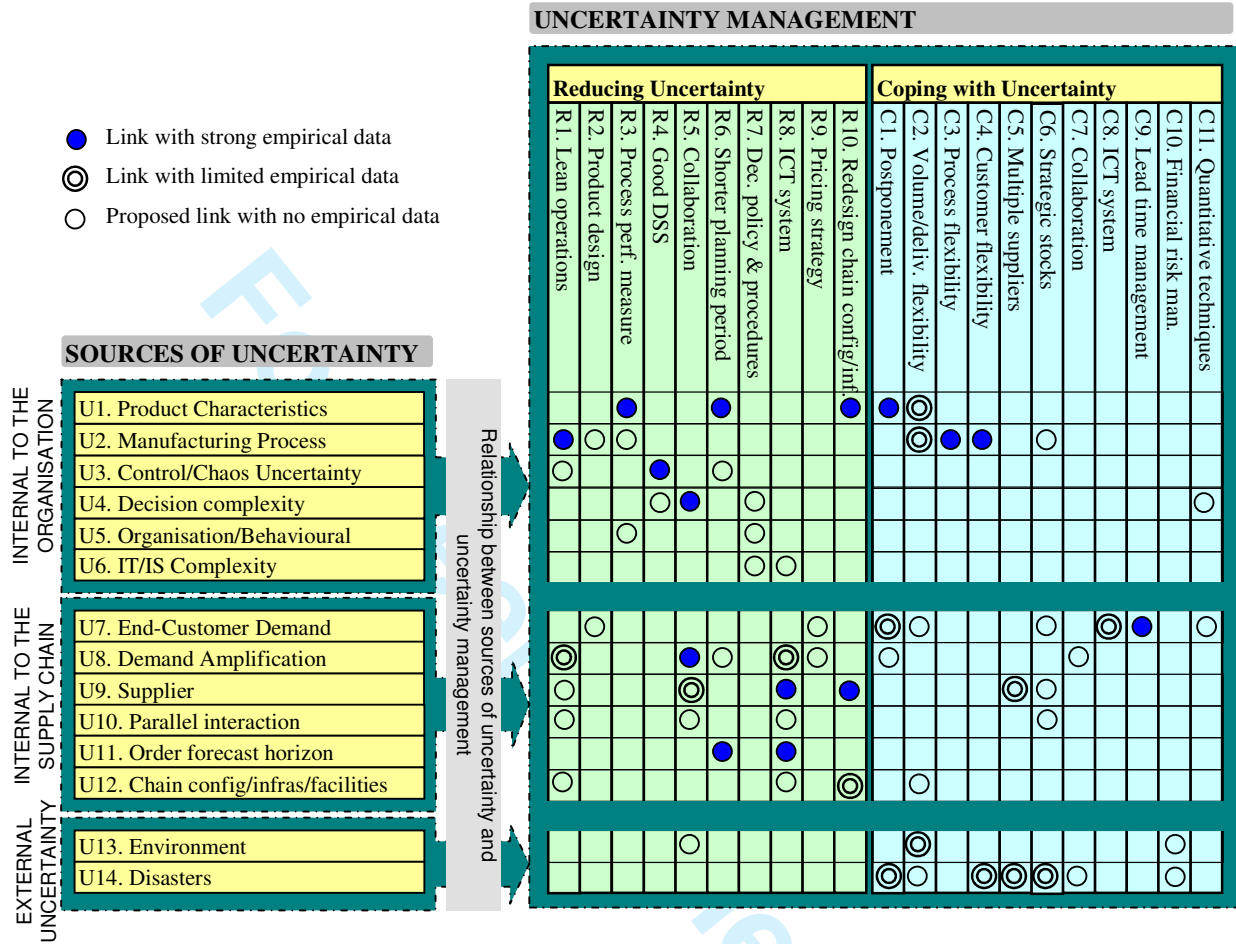 UNCERTAINTY MANAGEMENT
Reducing Uncertainty
Coping with Uncertainty
Link with strong empirical data
Link with limited empirical data
Proposed link with no empirical data
R1. Lean operations
R2. Product design
R3. Process perf. measure
R4. Good DSS
R5. Collaboration
R6. Shorter planning period
R7. Dec. policy & procedures
R8. ICT system
R9. Pricing strategy
R10. Redesign chain config/inf.
C1. Postponement
C2. Volume/deliv. flexibility
C3. Process flexibility
C4. Customer flexibility
C5. Multiple suppliers
C6. Strategic stocks
C7. Collaboration
C8. ICT system
C9. Lead time management
C10. Financial risk man.
C11. Quantitative techniques
SOURCES OF UNCERTAINTY
INTERNAL TO THE
ORGANISATION
U1. Product Characteristics
U2. Manufacturing Process
U3. Control/Chaos Uncertainty
U4. Decision complexity
U5. Organisation/Behavioural
U6. IT/IS Complexity
Relationship between sources of uncertainty and
uncertainty management
INTERNAL TO THE
SUPPLY CHAIN
U7. End-Customer Demand
U8. Demand Amplification
U9. Supplier
U10. Parallel interaction
U11. Order forecast horizon
U12. Chain config/infras/facilities
EXTERNAL
UNCERTAINTY
U13. Environment
U14. Disasters